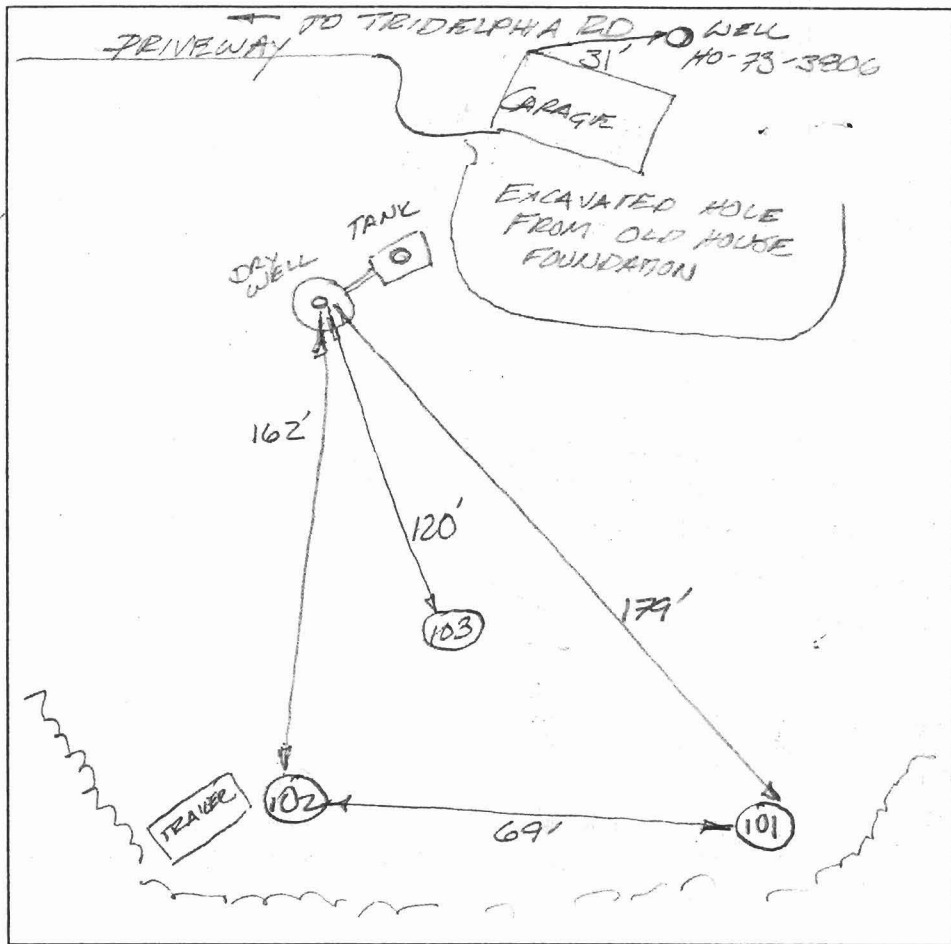 ← TO TRIDELPHIA RD
DRIVEWAY
WELL
HO-73-3806
31'
GARAGE
EXCAVATED HOLE
FROM OLD HOUSE
FOUNDATION
TANK
DRY
WELL
162'
120'
179'
103
102
69'
101
TRAILER